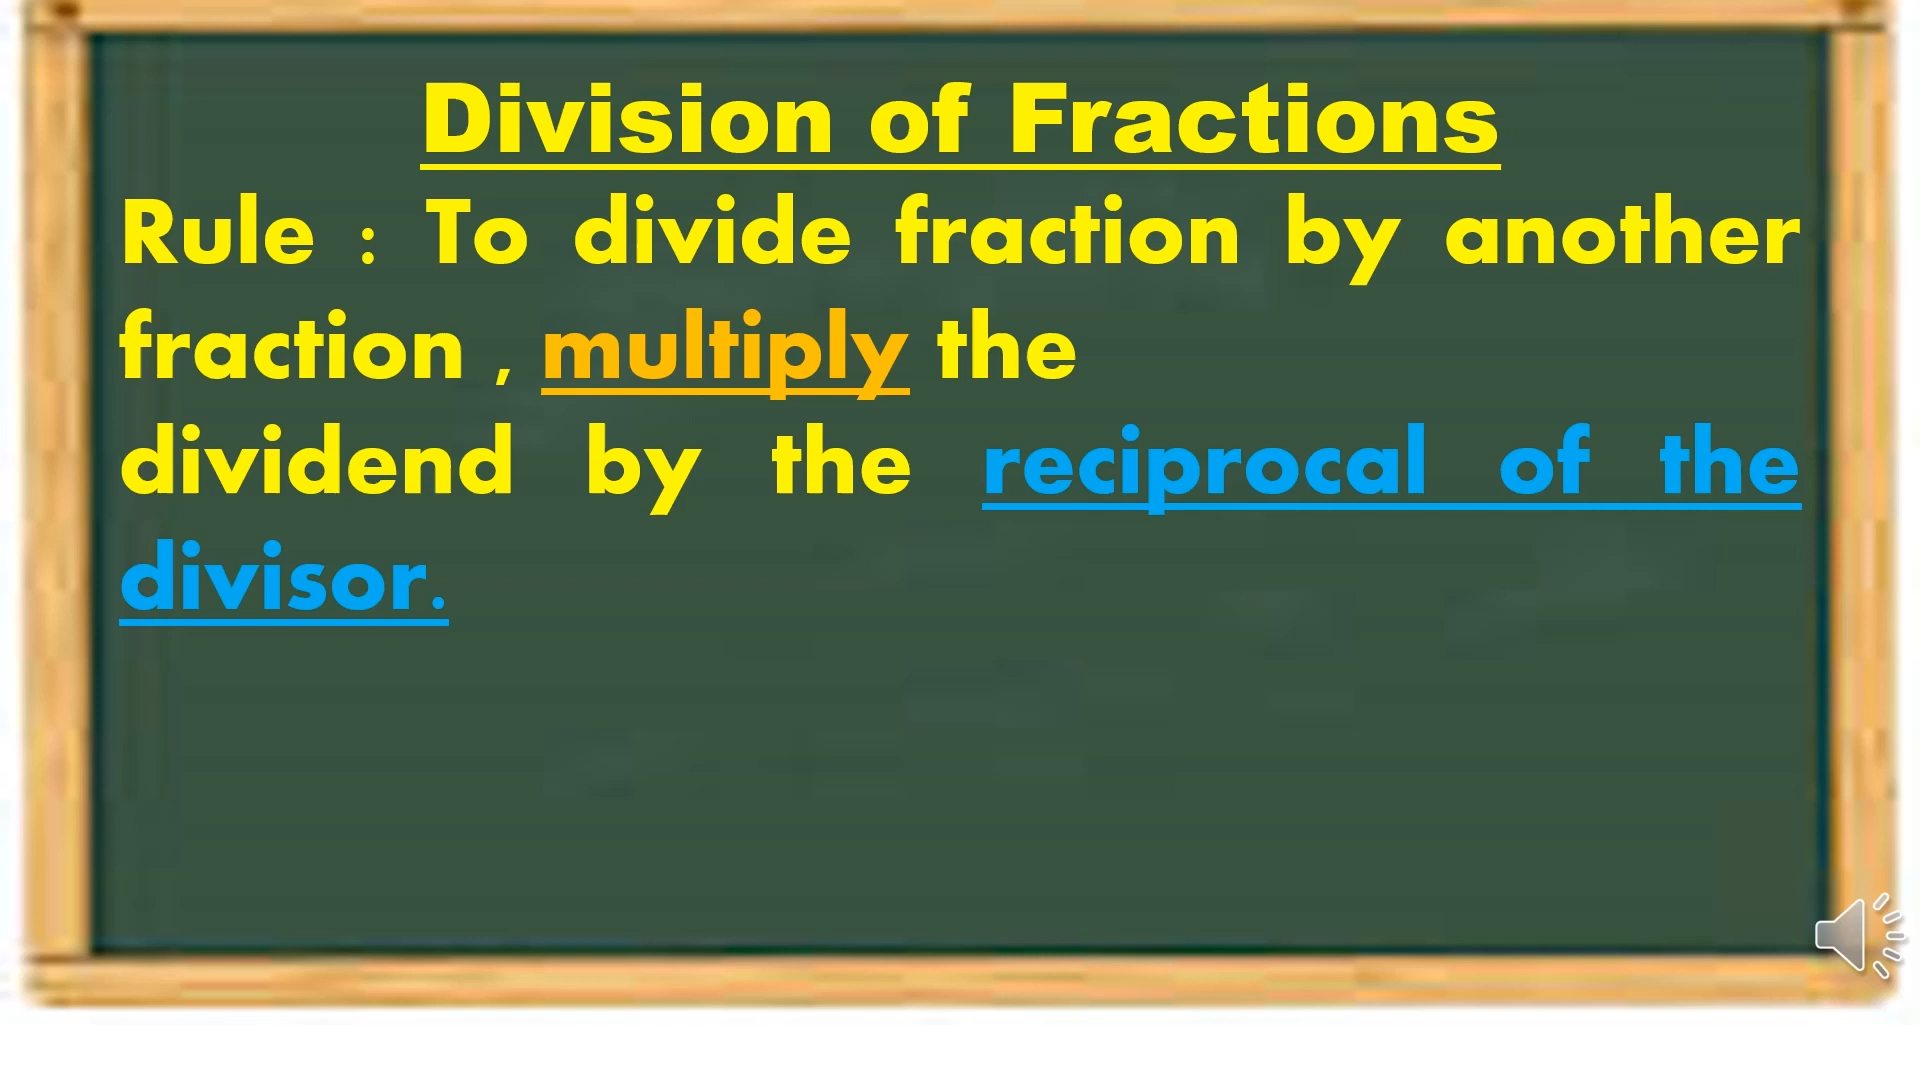 Division of Fractions
Rule : To divide fraction by another
fraction , multiply the
dividend by the reciprocal of the
divisor.